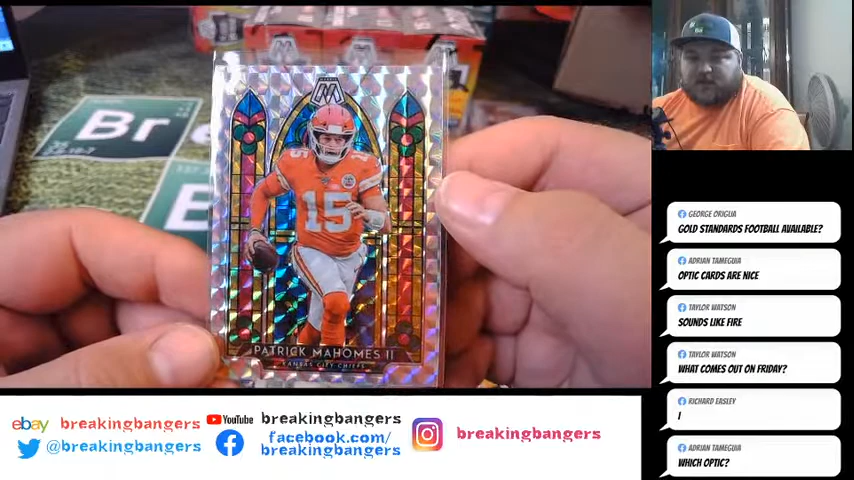 Br
15
PATRICK MAHOMES II
KANSAS CITY CHIEFS
GEORGE ORIGLIA
GOLD STANDARDS FOOTBALL AVAILABLE?
ADRIAN TAMEGUIA
OPTIC CARDS ARE NICE
TAYLOR WATSON
SOUNDS LIKE FIRE
TAYLOR WATSON
WHAT COMES OUT ON FRIDAY?
RICHARD EASLEY
I
ADRIAN TAMEGUIA
WHICH OPTIC?
ebay breakingbangers
YouTube breakingbangers
@breakingbangers
facebook.com/
breakingbangers
breakingbangers